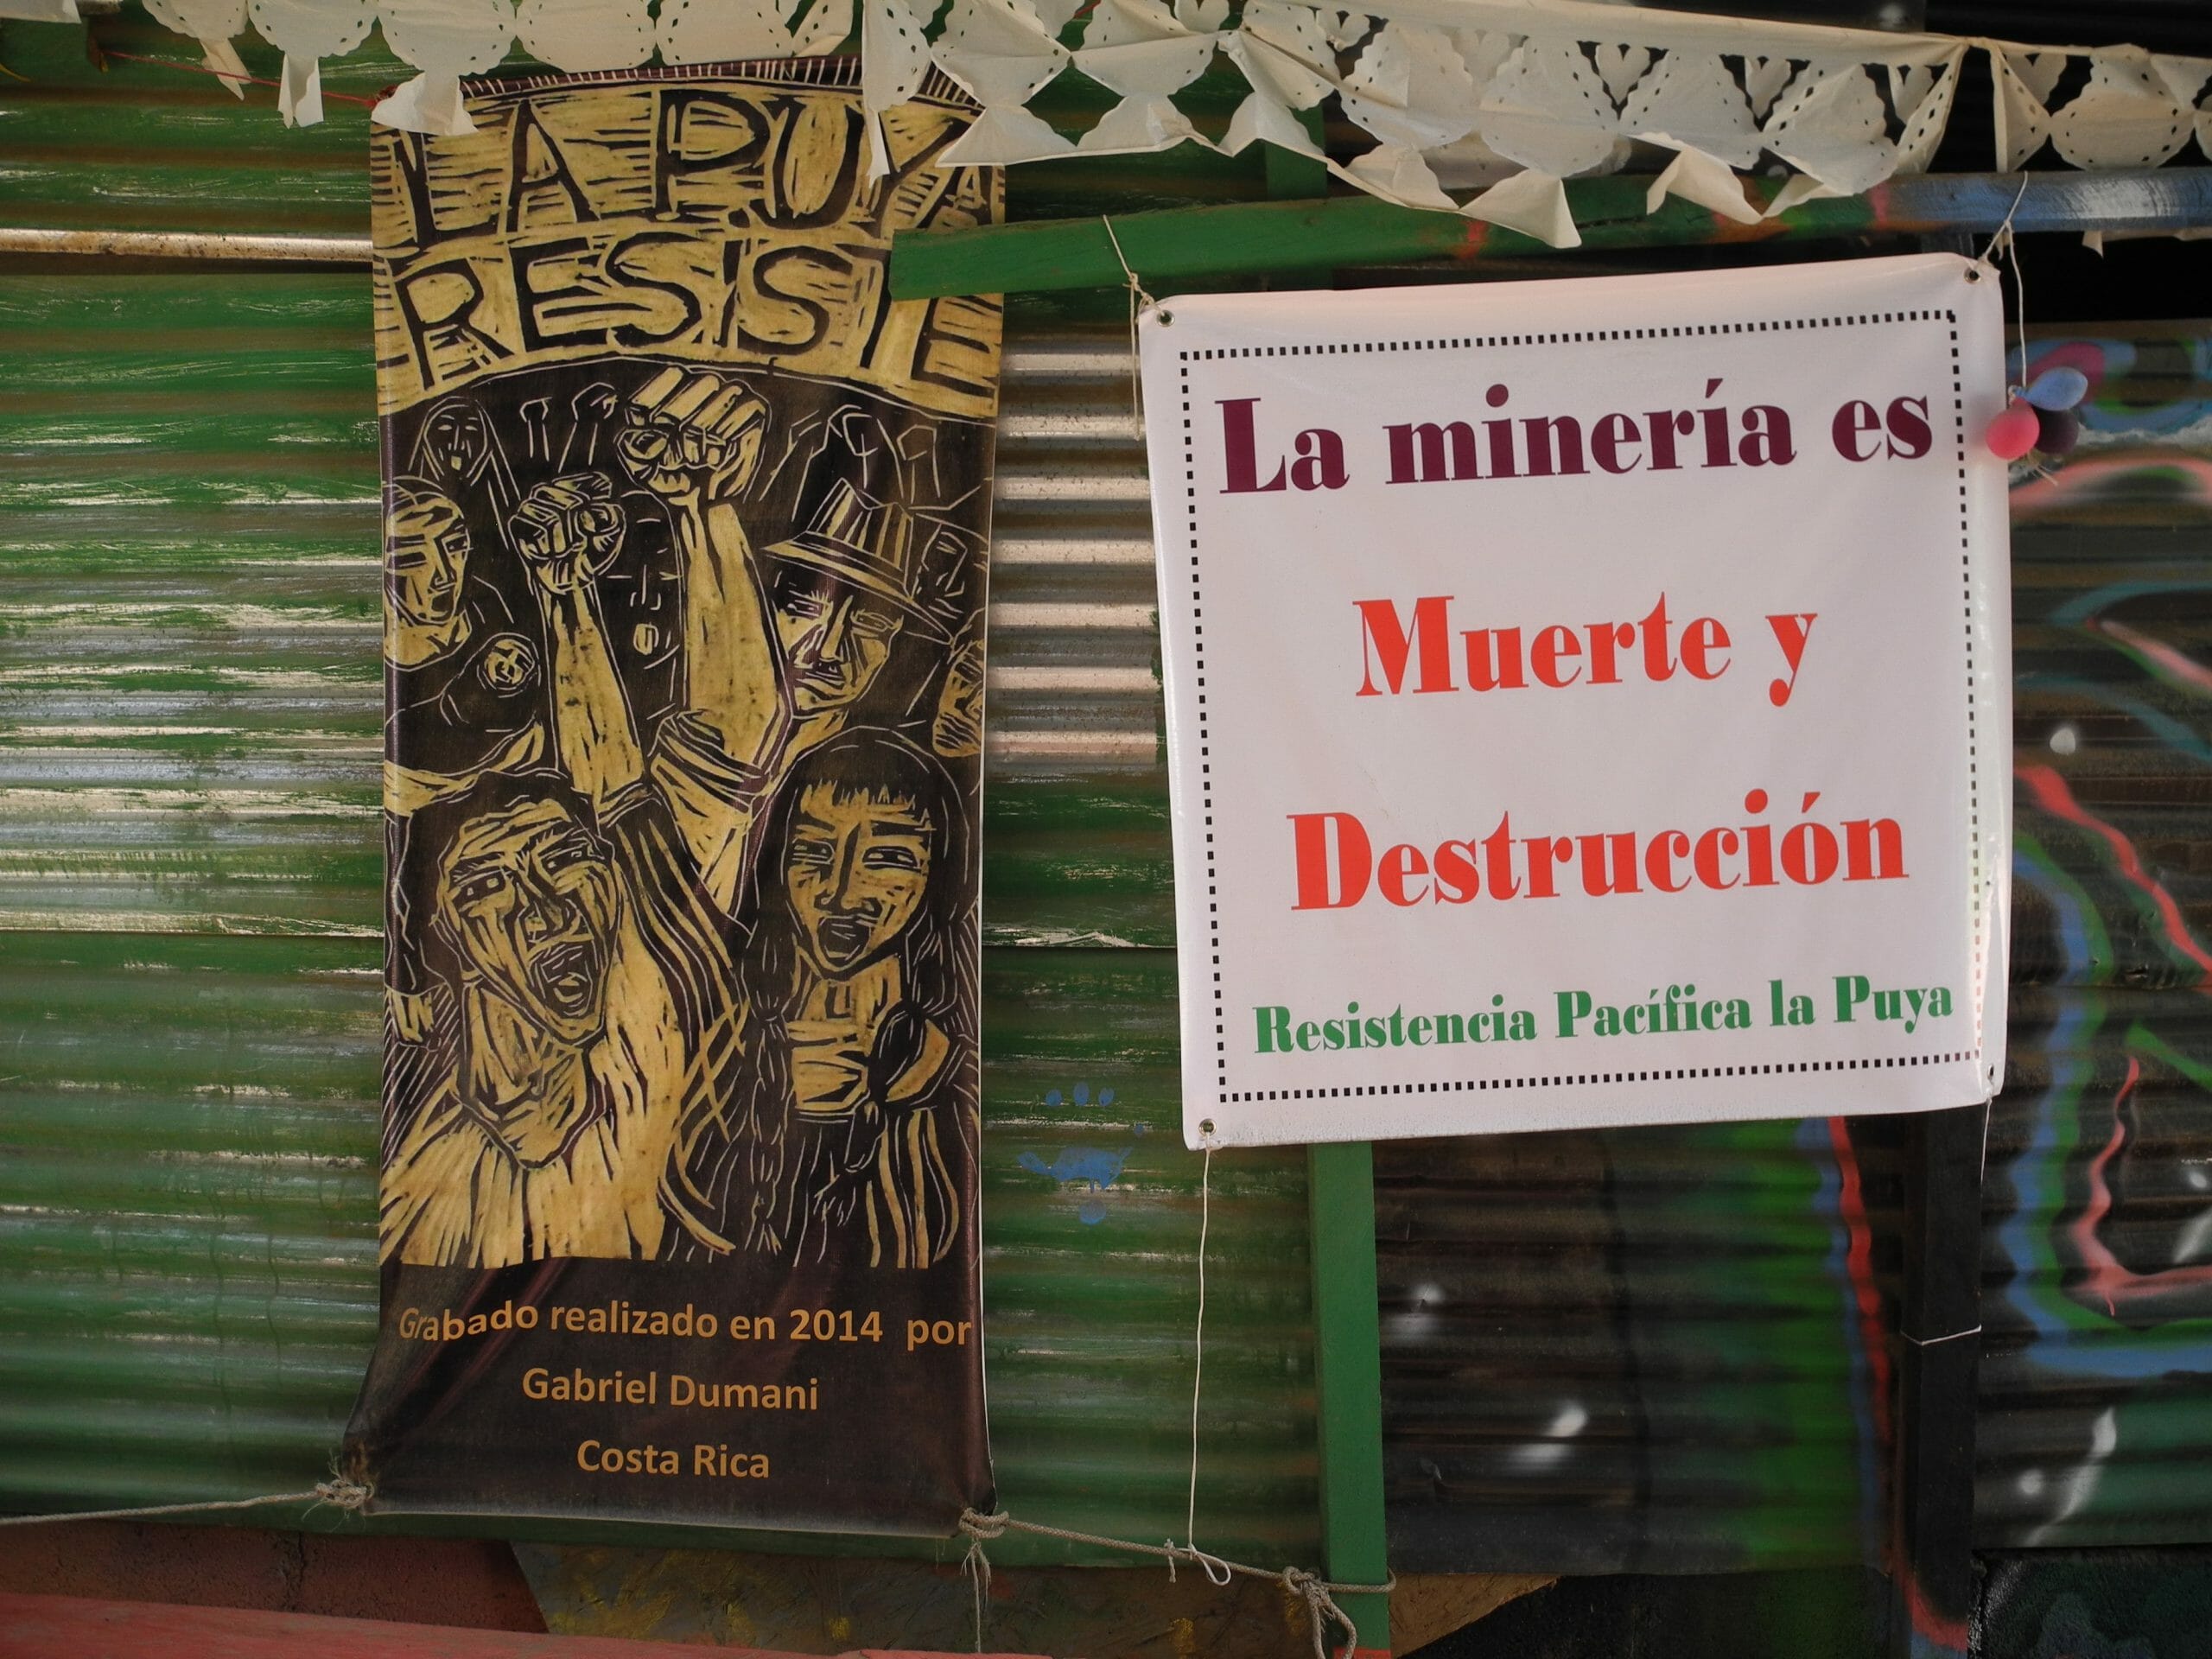 LA PUYA
RESISTE
Grabado realizado en 2014 por
Gabriel Dumani
Costa Rica
La minería es
Muerte y
Destrucción
Resistencia Pacífica la Puya